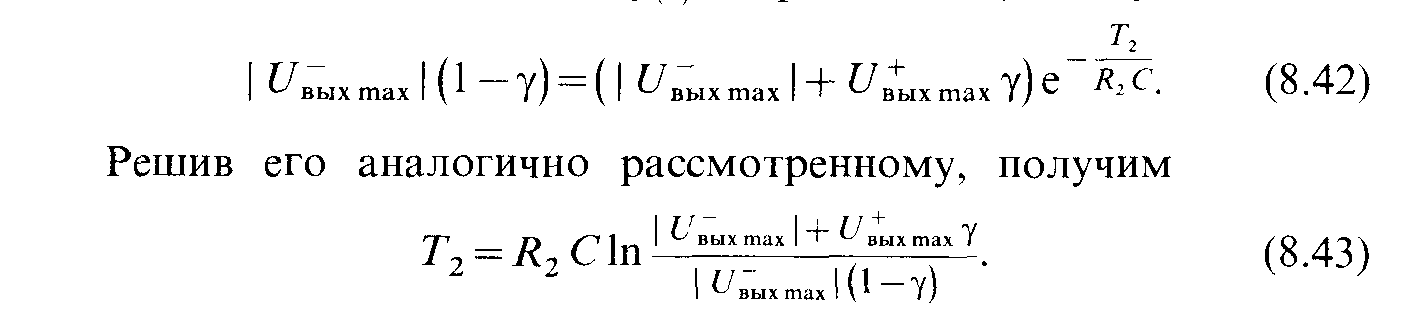 | U⁻вых max | (1 − γ) = ( | U⁻вых max | + U⁺вых max γ) e^(−T₂/(R₂ C)). (8.42)
Решив его аналогично рассмотренному, получим
T₂ = R₂ C ln (| U⁻вых max | + U⁺вых max γ) / (| U⁻вых max | (1 − γ)). (8.43)